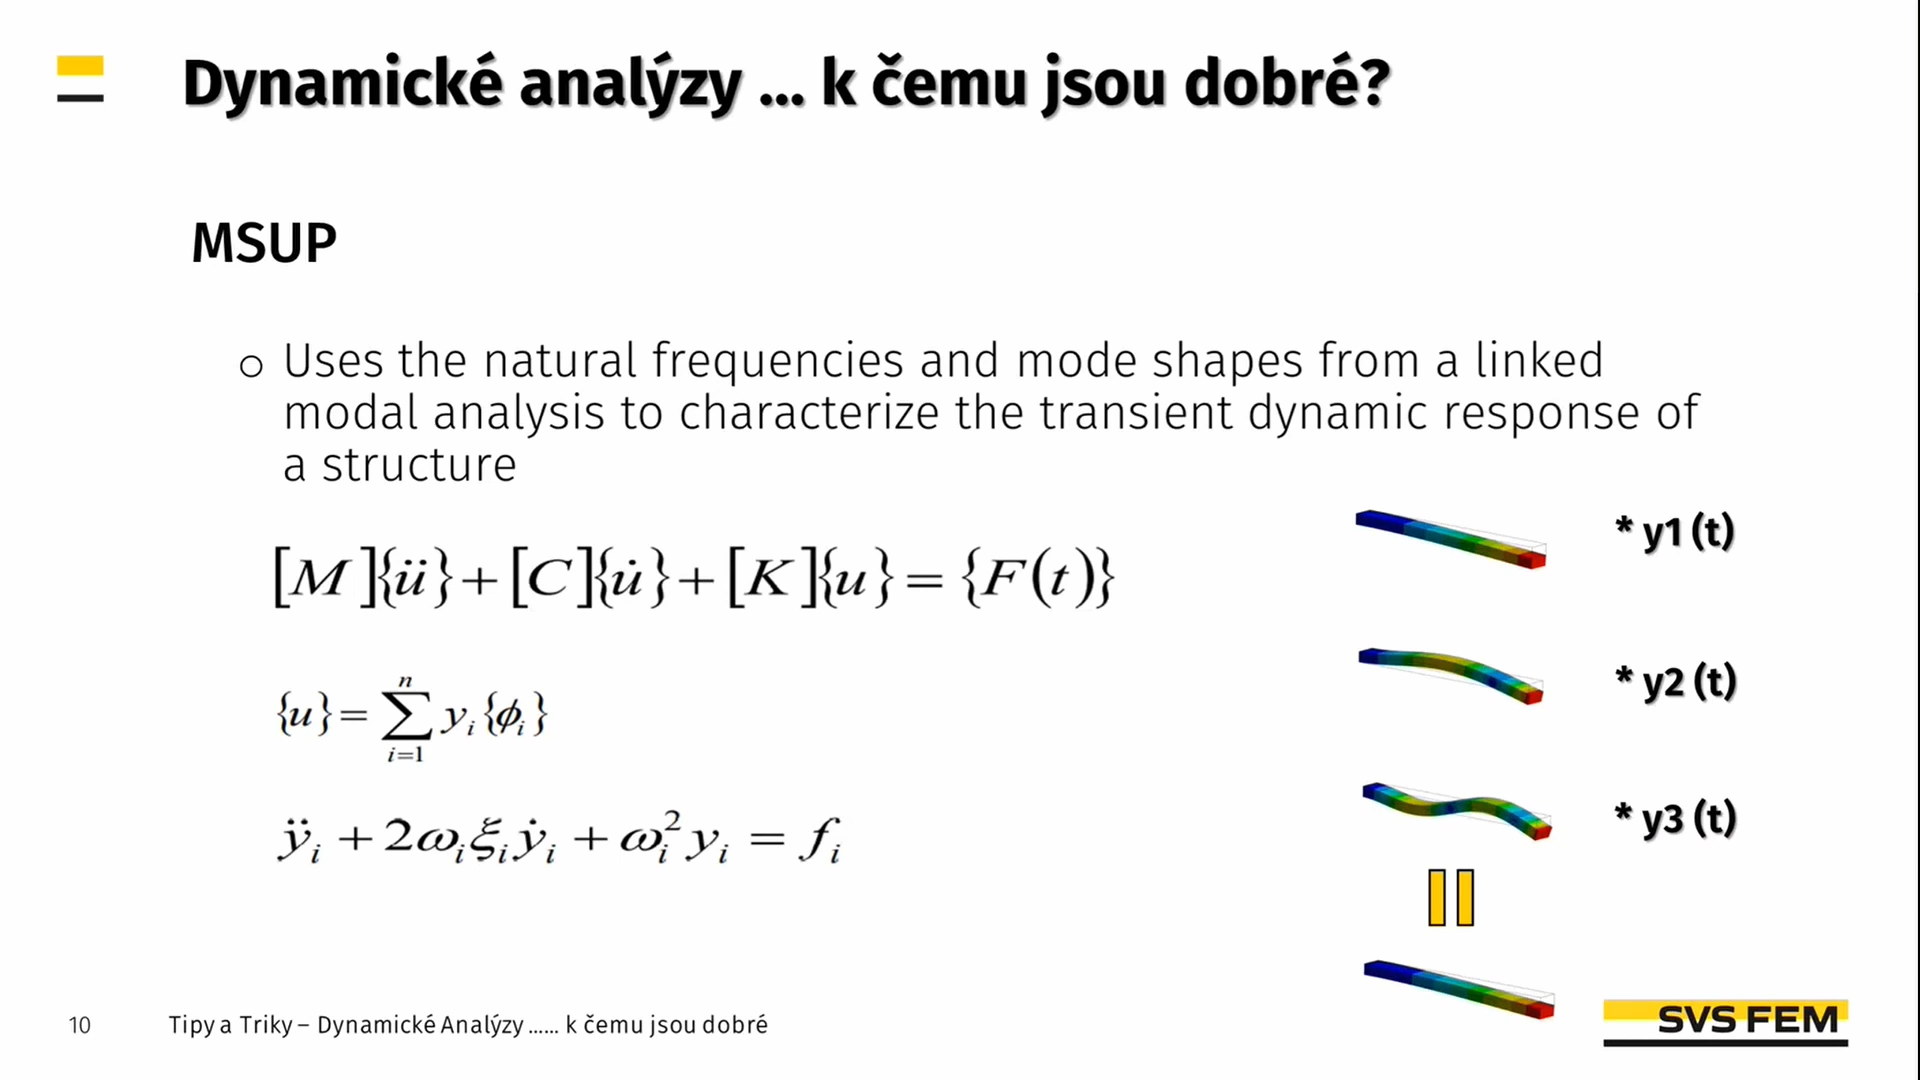 Dynamické analýzy ... k čemu jsou dobré?
MSUP
o Uses the natural frequencies and mode shapes from a linked
modal analysis to characterize the transient dynamic response of
a structure
[M]{ü}+[C]{u̇}+[K]{u}={F(t)}
{u}=∑_{i=1}^{n} y_i{ϕ_i}
ÿ_i + 2ω_iξ_iẏ_i + ω_i^2 y_i = f_i
* y1 (t)
* y2 (t)
* y3 (t)
10
Tipy a Triky – Dynamické Analýzy ...... k čemu jsou dobré
SVS FEM